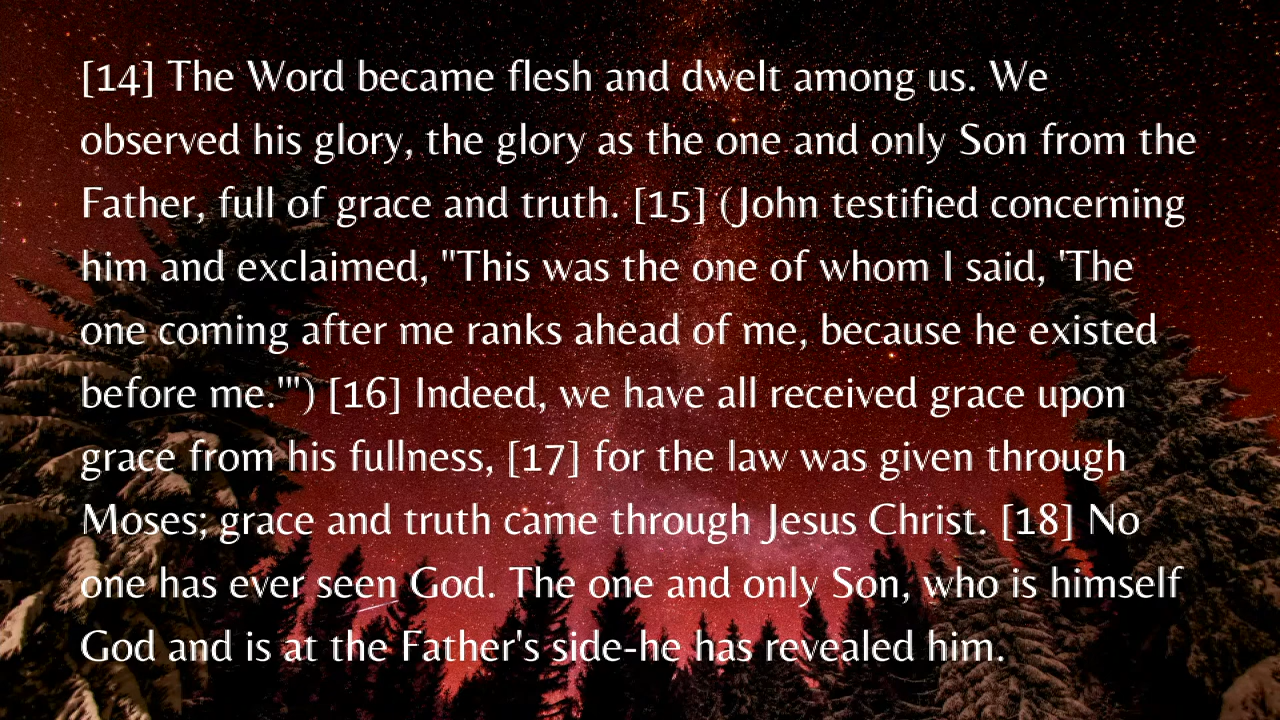 [14] The Word became flesh and dwelt among us. We
observed his glory, the glory as the one and only Son from the
Father, full of grace and truth. [15] (John testified concerning
him and exclaimed, "This was the one of whom I said, 'The
one coming after me ranks ahead of me, because he existed
before me.'") [16] Indeed, we have all received grace upon
grace from his fullness, [17] for the law was given through
Moses; grace and truth came through Jesus Christ. [18] No
one has ever seen God. The one and only Son, who is himself
God and is at the Father's side-he has revealed him.